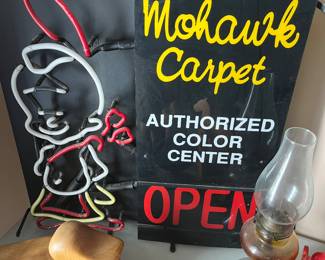 Mohawk
Carpet
AUTHORIZED
COLOR
CENTER
OPEN